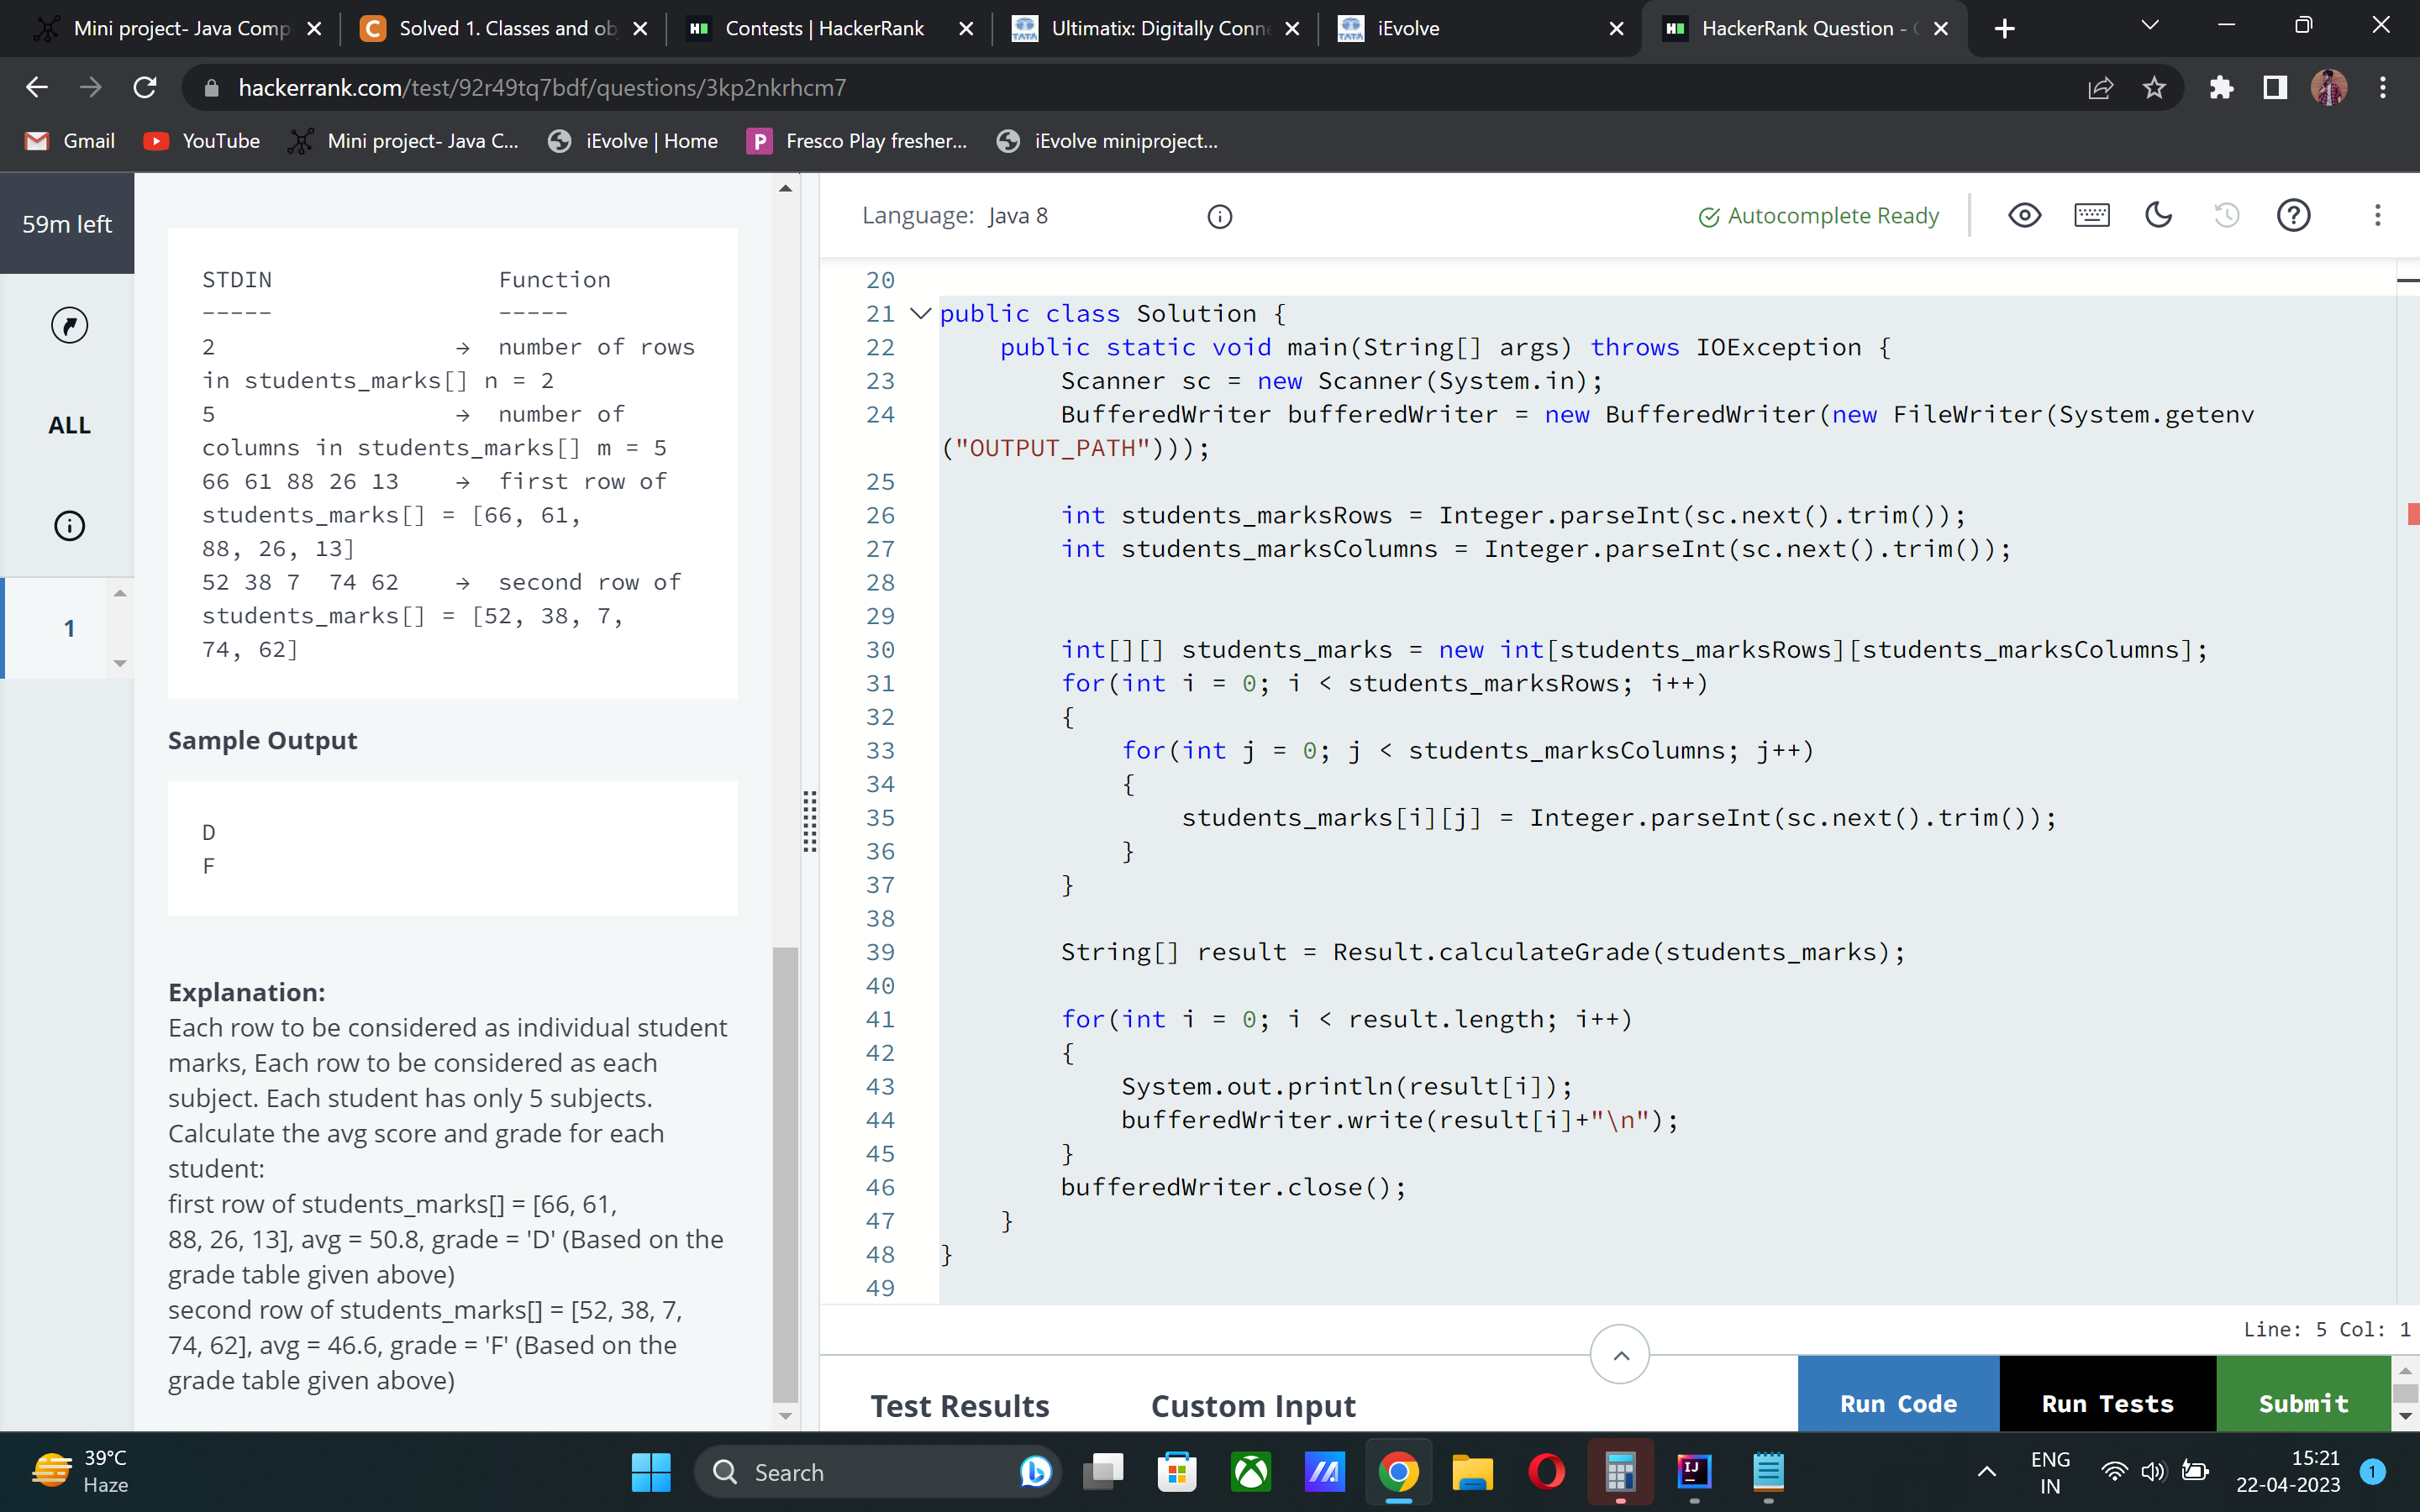 Mini project- Java Comp
Solved 1. Classes and ob
Contests | HackerRank
Ultimatix: Digitally Conne
iEvolve
HackerRank Question -
hackerrank.com/test/92r49tq7bdf/questions/3kp2nkrhcm7
Gmail
YouTube
Mini project- Java C...
iEvolve | Home
Fresco Play fresher...
iEvolve miniproject...
59m left
ALL
1
STDIN Function
----- -----
2 → number of rows
in students_marks[] n = 2
5 → number of
columns in students_marks[] m = 5
66 61 88 26 13 → first row of
students_marks[] = [66, 61,
88, 26, 13]
52 38 7 74 62 → second row of
students_marks[] = [52, 38, 7,
74, 62]
Sample Output
D
F
Explanation:
Each row to be considered as individual student
marks, Each row to be considered as each
subject. Each student has only 5 subjects.
Calculate the avg score and grade for each
student:
first row of students_marks[] = [66, 61,
88, 26, 13], avg = 50.8, grade = 'D' (Based on the
grade table given above)
second row of students_marks[] = [52, 38, 7,
74, 62], avg = 46.6, grade = 'F' (Based on the
grade table given above)
Language: Java 8
Autocomplete Ready
20
21 public class Solution {
22 public static void main(String[] args) throws IOException {
23 Scanner sc = new Scanner(System.in);
24 BufferedWriter bufferedWriter = new BufferedWriter(new FileWriter(System.getenv
("OUTPUT_PATH")));
25
26 int students_marksRows = Integer.parseInt(sc.next().trim());
27 int students_marksColumns = Integer.parseInt(sc.next().trim());
28
29
30 int[][] students_marks = new int[students_marksRows][students_marksColumns];
31 for(int i = 0; i < students_marksRows; i++)
32 {
33 for(int j = 0; j < students_marksColumns; j++)
34 {
35 students_marks[i][j] = Integer.parseInt(sc.next().trim());
36 }
37 }
38
39 String[] result = Result.calculateGrade(students_marks);
40
41 for(int i = 0; i < result.length; i++)
42 {
43 System.out.println(result[i]);
44 bufferedWriter.write(result[i]+"\n");
45 }
46 bufferedWriter.close();
47 }
48 }
49
Line: 5 Col: 1
Test Results
Custom Input
Run Code
Run Tests
Submit
39°C
Haze
Search
ENG
IN
15:21
22-04-2023
1